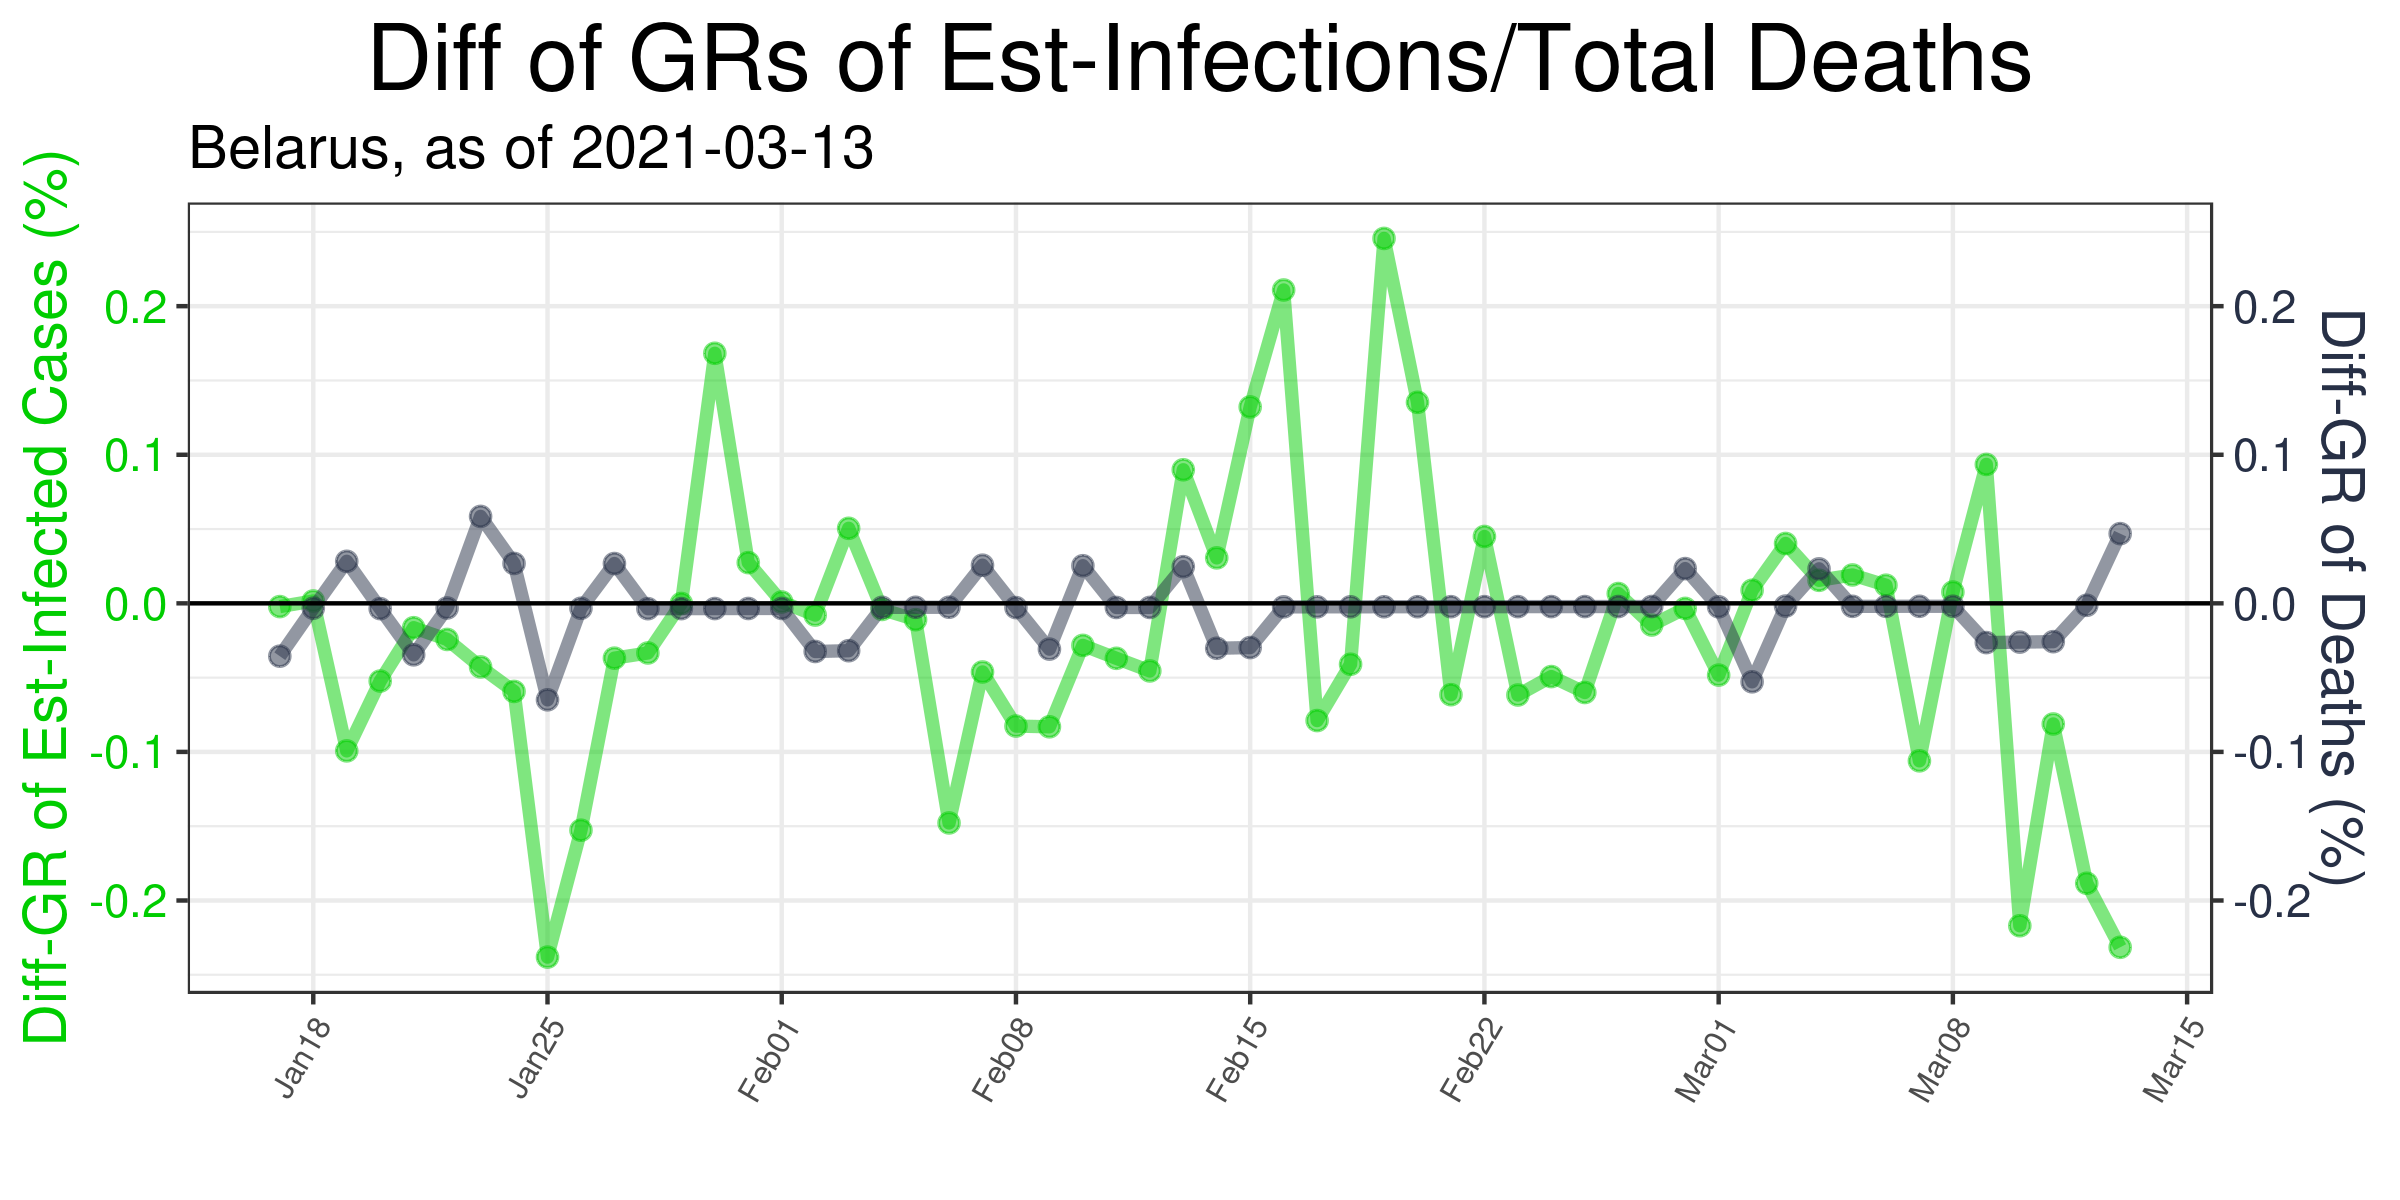 Diff of GRs of Est-Infections/Total Deaths
Belarus, as of 2021-03-13
Diff-GR of Est-Infected Cases (%)
0.2
0.1
0.0
-0.1
-0.2
0.2
0.1
0.0
-0.1
-0.2
Diff-GR of Deaths (%)
Jan18
Jan25
Feb01
Feb08
Feb15
Feb22
Mar01
Mar08
Mar15